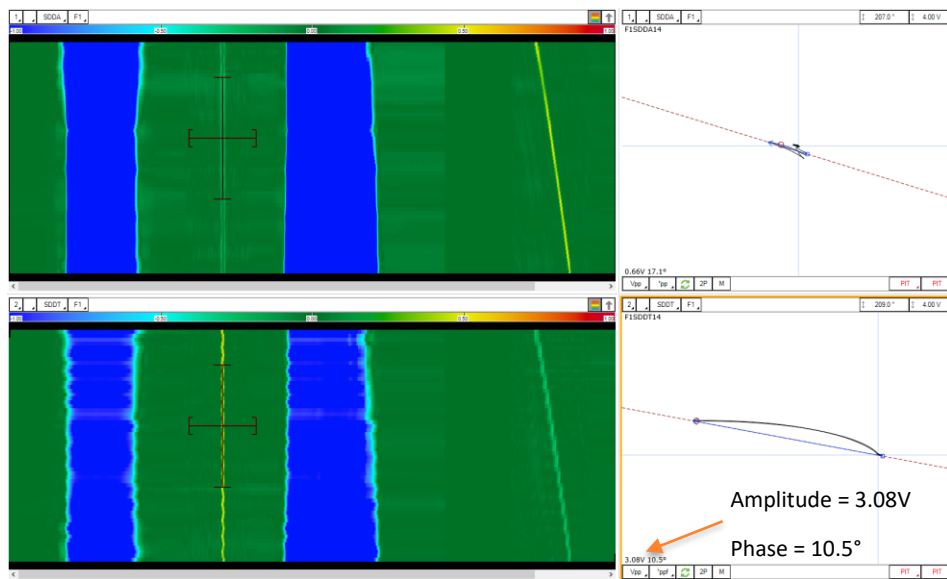 1 SDDA F1
-1.00 -0.50 0.00 0.50 1.00
1 SDDA F1 207.0° 4.00 V
F1SDDA14
0.66V 17.1°
Vpp °pp 2P M PIT PIT
2 SDDT F1
-1.00 -0.50 0.00 0.50 1.00
2 SDDT F1 209.0° 4.00 V
F1SDDT14
Amplitude = 3.08V
Phase = 10.5°
3.08V 10.5°
Vpp °ppf 2P M PIT PIT